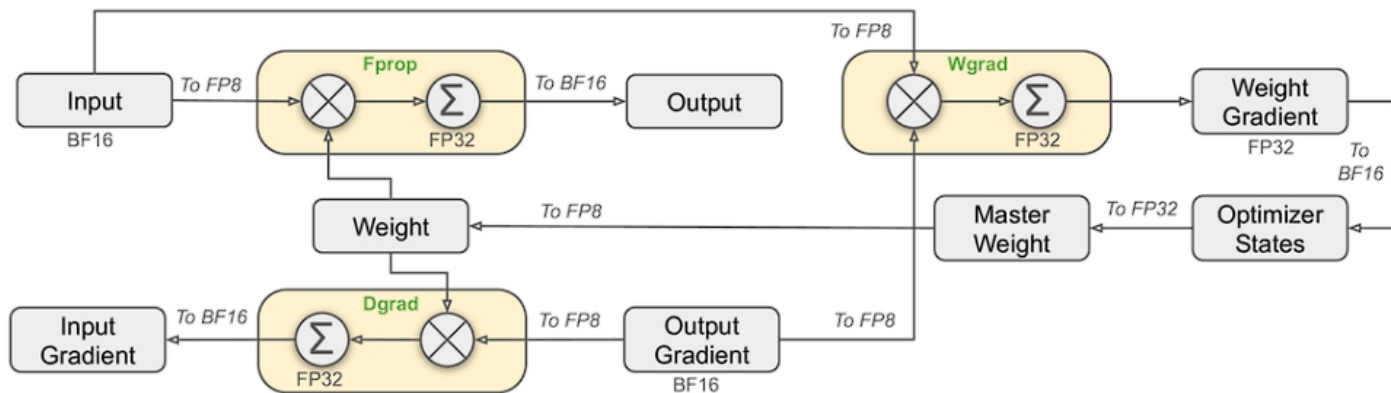 To FP8
Fprop
Wgrad
To FP8
To BF16
Input
Output
Weight
Gradient
BF16
FP32
FP32
FP32
To
BF16
To FP8
To FP32
Weight
Master
Weight
Optimizer
States
Dgrad
To BF16
To FP8
To FP8
Input
Gradient
Output
Gradient
FP32
BF16